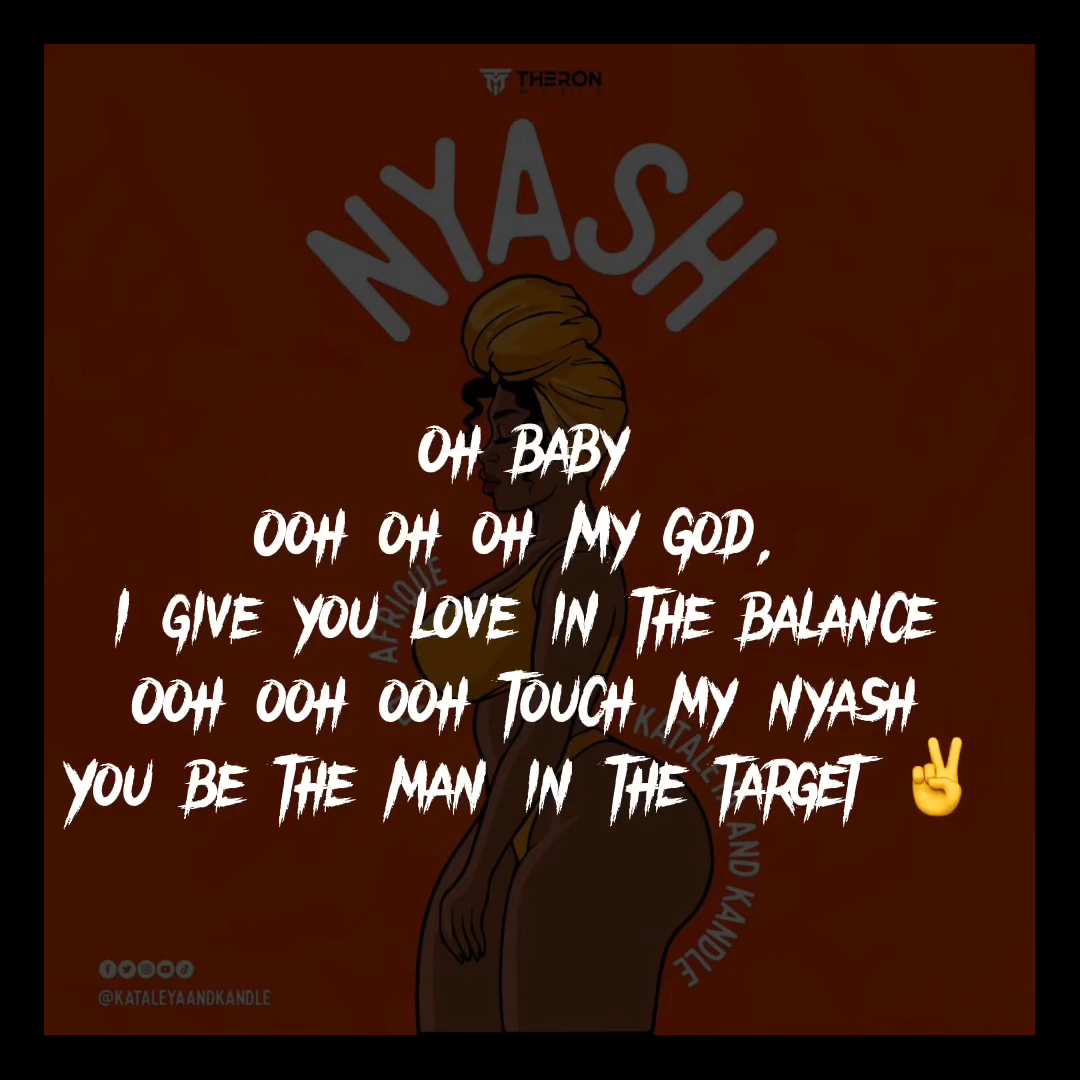 THERON
MUSIC
NYASH
OH BABY
OOH OH OH MY GOD,
AFRIQUE
I GIVE YOU LOVE IN THE BALANCE
OOH OOH OOH TOUCH MY NYASH
KATALEYA AND KANDLE
YOU BE THE MAN IN THE TARGET ✌️
@KATALEYAANDKANDLE